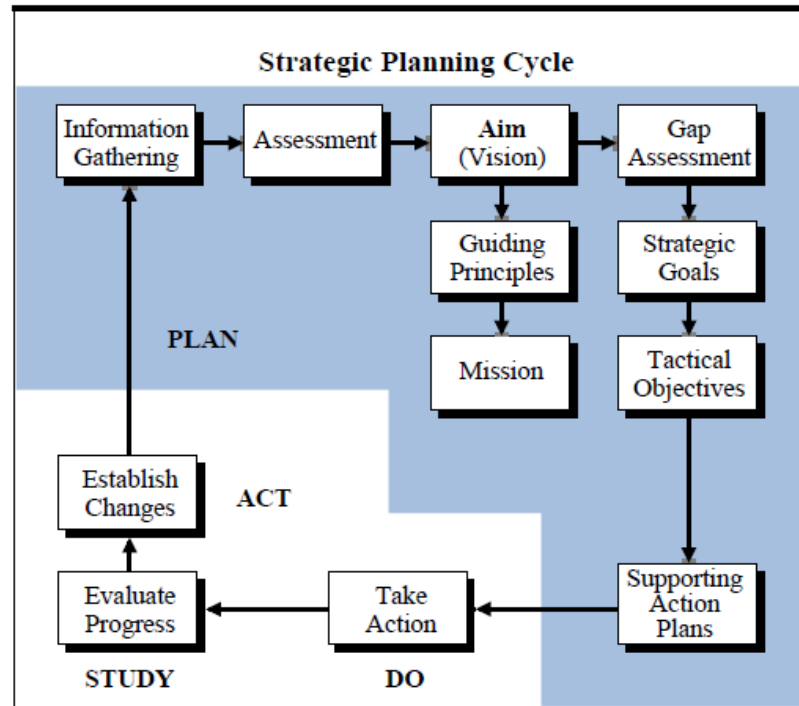 Strategic Planning Cycle
Information
Gathering
Assessment
Aim
(Vision)
Gap
Assessment
Guiding
Principles
Strategic
Goals
PLAN
Mission
Tactical
Objectives
Establish
Changes
ACT
Evaluate
Progress
Take
Action
Supporting
Action
Plans
STUDY
DO